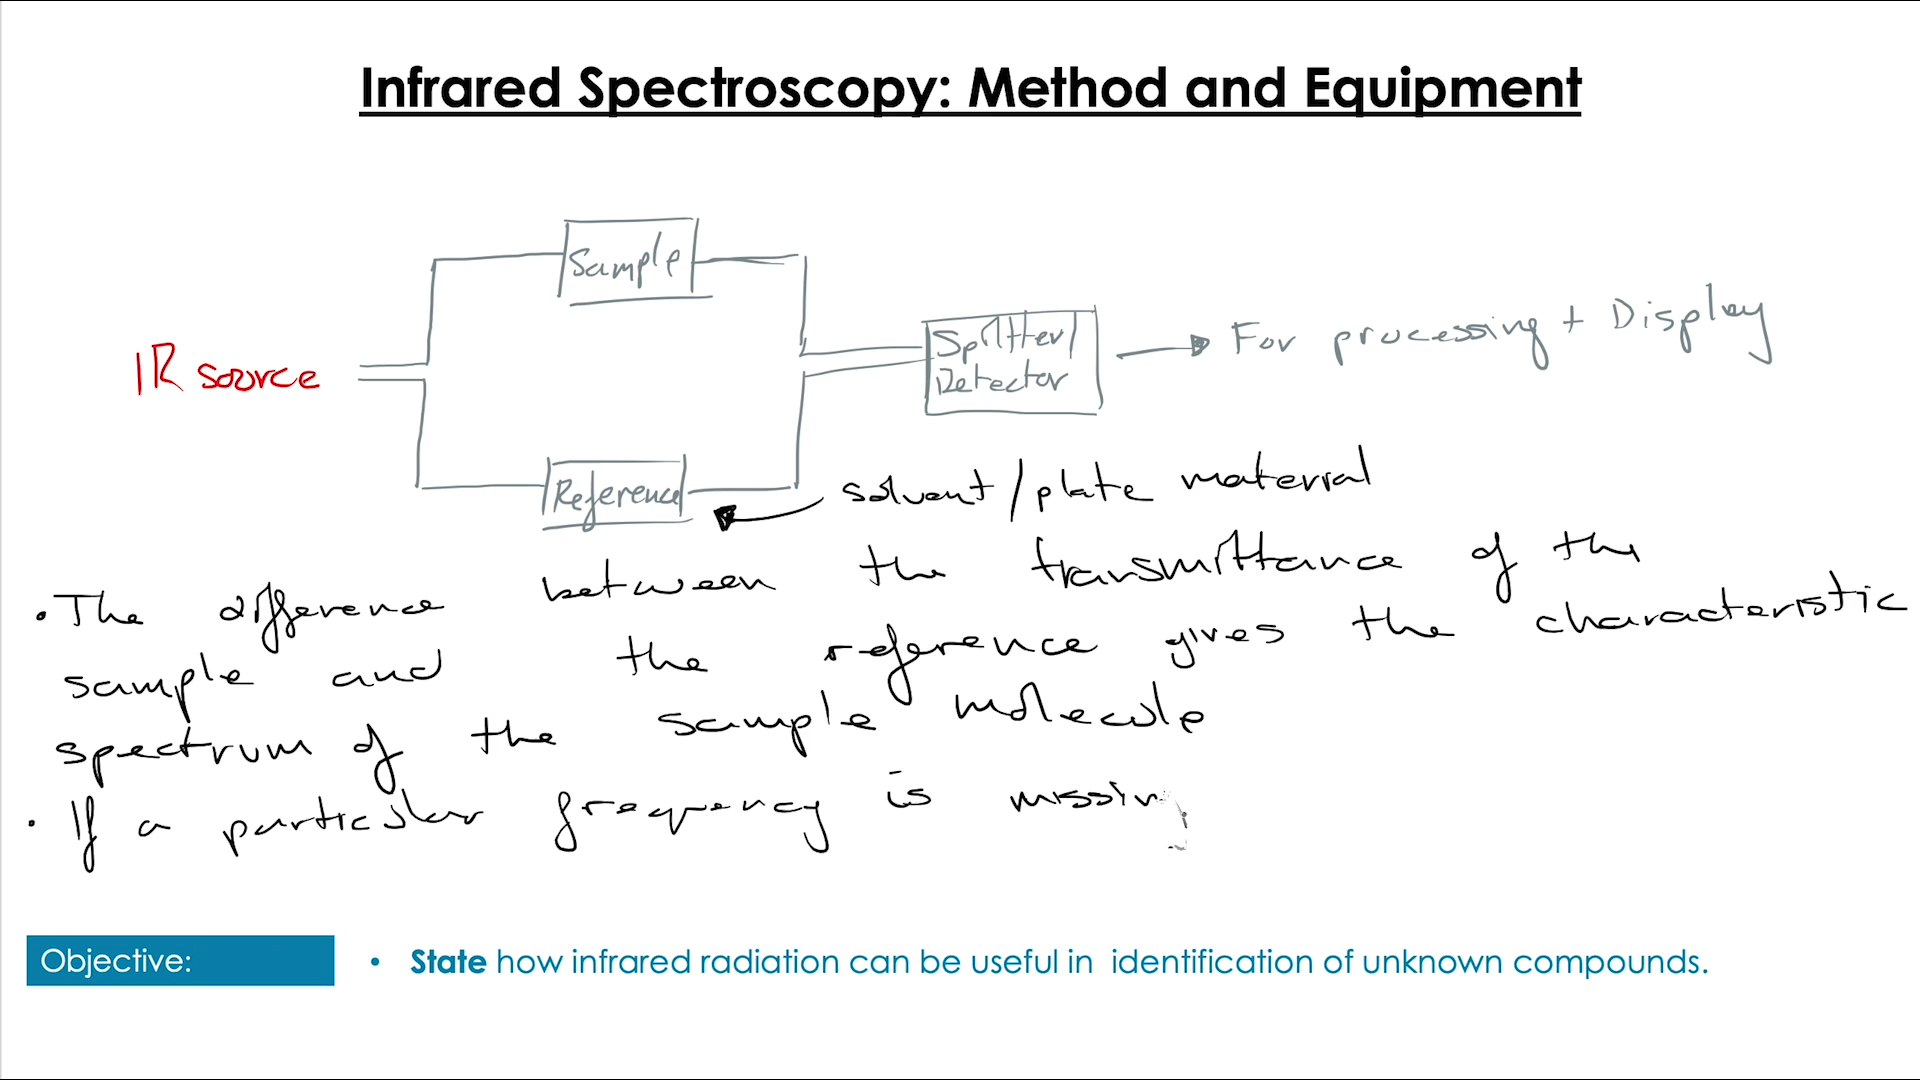 Infrared Spectroscopy: Method and Equipment
Sample
IR source
Splitter/
Detector
For processing + Display
Reference
solvent/plate material
• The difference between the transmittance of the
sample and the reference gives the characteristic
spectrum of the sample molecule
• If a particular frequency is missing
Objective:
• State how infrared radiation can be useful in identification of unknown compounds.